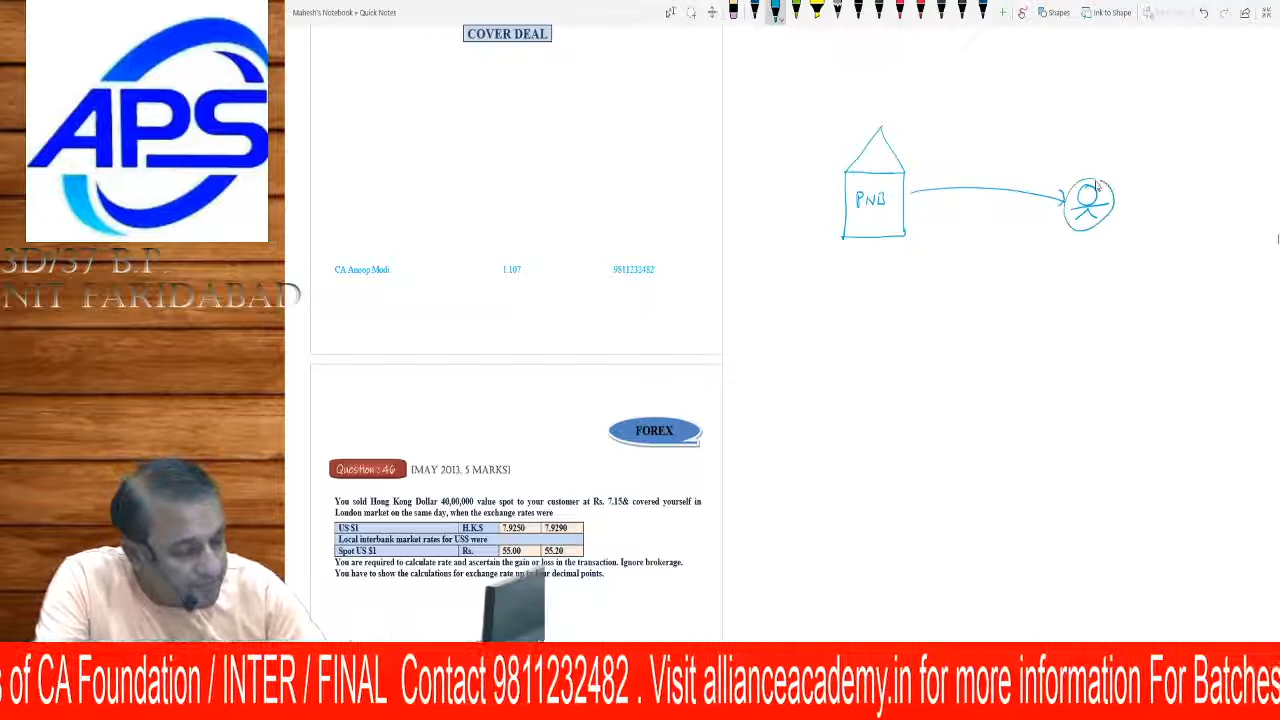 Mahesh's Notebook + Quick Notes
Shapes
Ink to Shape
COVER DEAL
APS
PNB
3D/37 B.P.
NIT FARIDABAD
CA Anoop Modi 1.107 9811232482
FOREX
Question : 46 [MAY 2013, 5 MARKS]
You sold Hong Kong Dollar 40,00,000 value spot to your customer at Rs. 7.15& covered yourself in
London market on the same day, when the exchange rates were
US $1 H.K.$ 7.9250 7.9290
Local interbank market rates for US$ were
Spot US $1 Rs. 55.00 55.20
You are required to calculate rate and ascertain the gain or loss in the transaction. Ignore brokerage.
You have to show the calculations for exchange rate up to four decimal points.
s of CA Foundation / INTER / FINAL Contact 9811232482 . Visit allianceacademy.in for more information For Batches